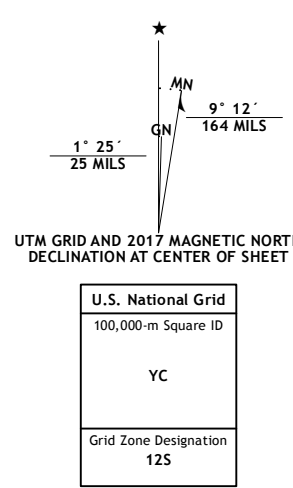 ★
MN
GN
9° 12´
164 MILS
1° 25´
25 MILS
UTM GRID AND 2017 MAGNETIC NORTH
DECLINATION AT CENTER OF SHEET
U.S. National Grid
100,000-m Square ID
YC
Grid Zone Designation
12S